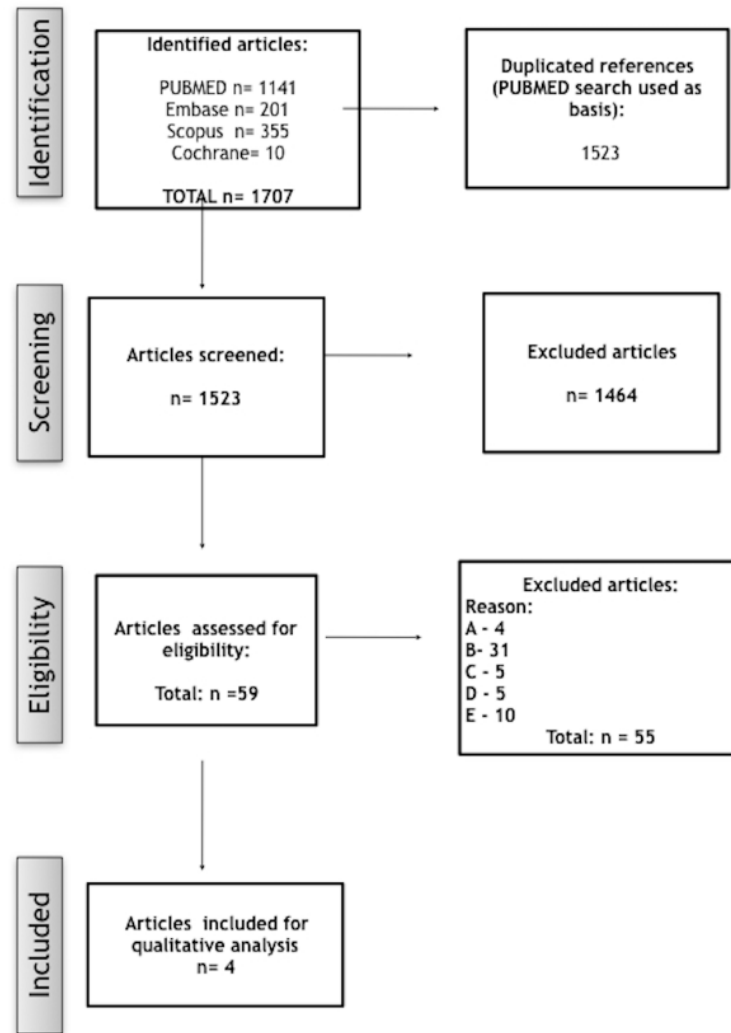 Identification
Identified articles:
PUBMED n= 1141
Embase n= 201
Scopus n= 355
Cochrane= 10
TOTAL n= 1707
Duplicated references
(PUBMED search used as
basis):
1523
Screening
Articles screened:
n= 1523
Excluded articles
n= 1464
Eligibility
Articles assessed for
eligibility:
Total: n =59
Excluded articles:
Reason:
A - 4
B- 31
C - 5
D - 5
E - 10
Total: n = 55
Included
Articles included for
qualitative analysis
n= 4